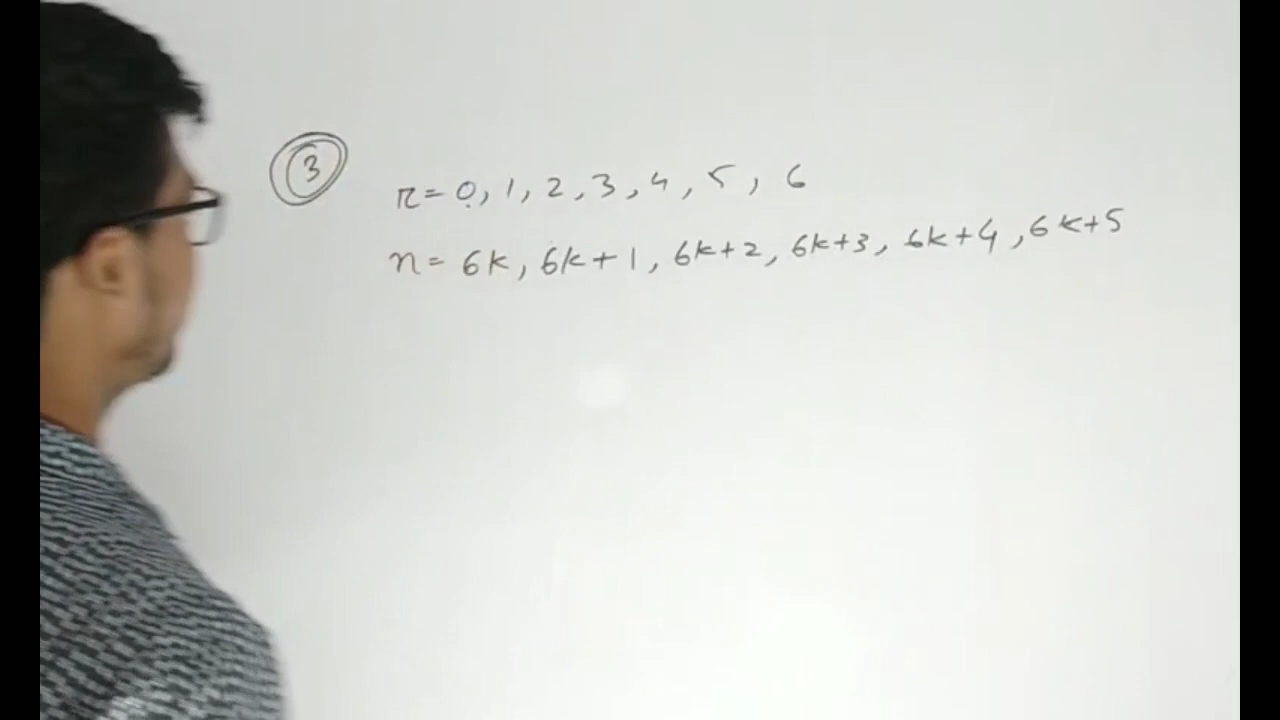 3
r = 0, 1, 2, 3, 4, 5, 6
n = 6k, 6k+1, 6k+2, 6k+3, 6k+4, 6k+5